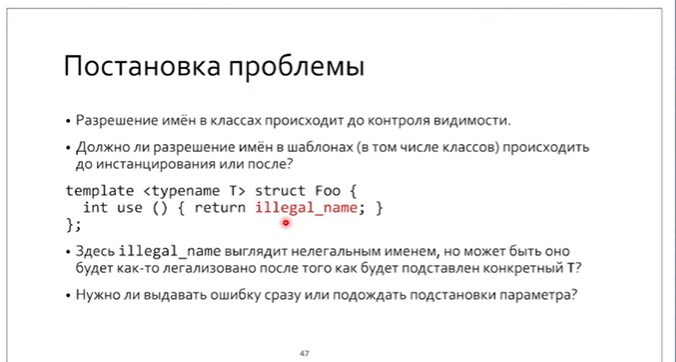 Постановка проблемы
• Разрешение имён в классах происходит до контроля видимости.
• Должно ли разрешение имён в шаблонах (в том числе классов) происходить
до инстанцирования или после?
template <typename T> struct Foo {
int use () { return illegal_name; }
};
• Здесь illegal_name выглядит нелегальным именем, но может быть оно
будет как-то легализовано после того как будет подставлен конкретный T?
• Нужно ли выдавать ошибку сразу или подождать подстановки параметра?
47